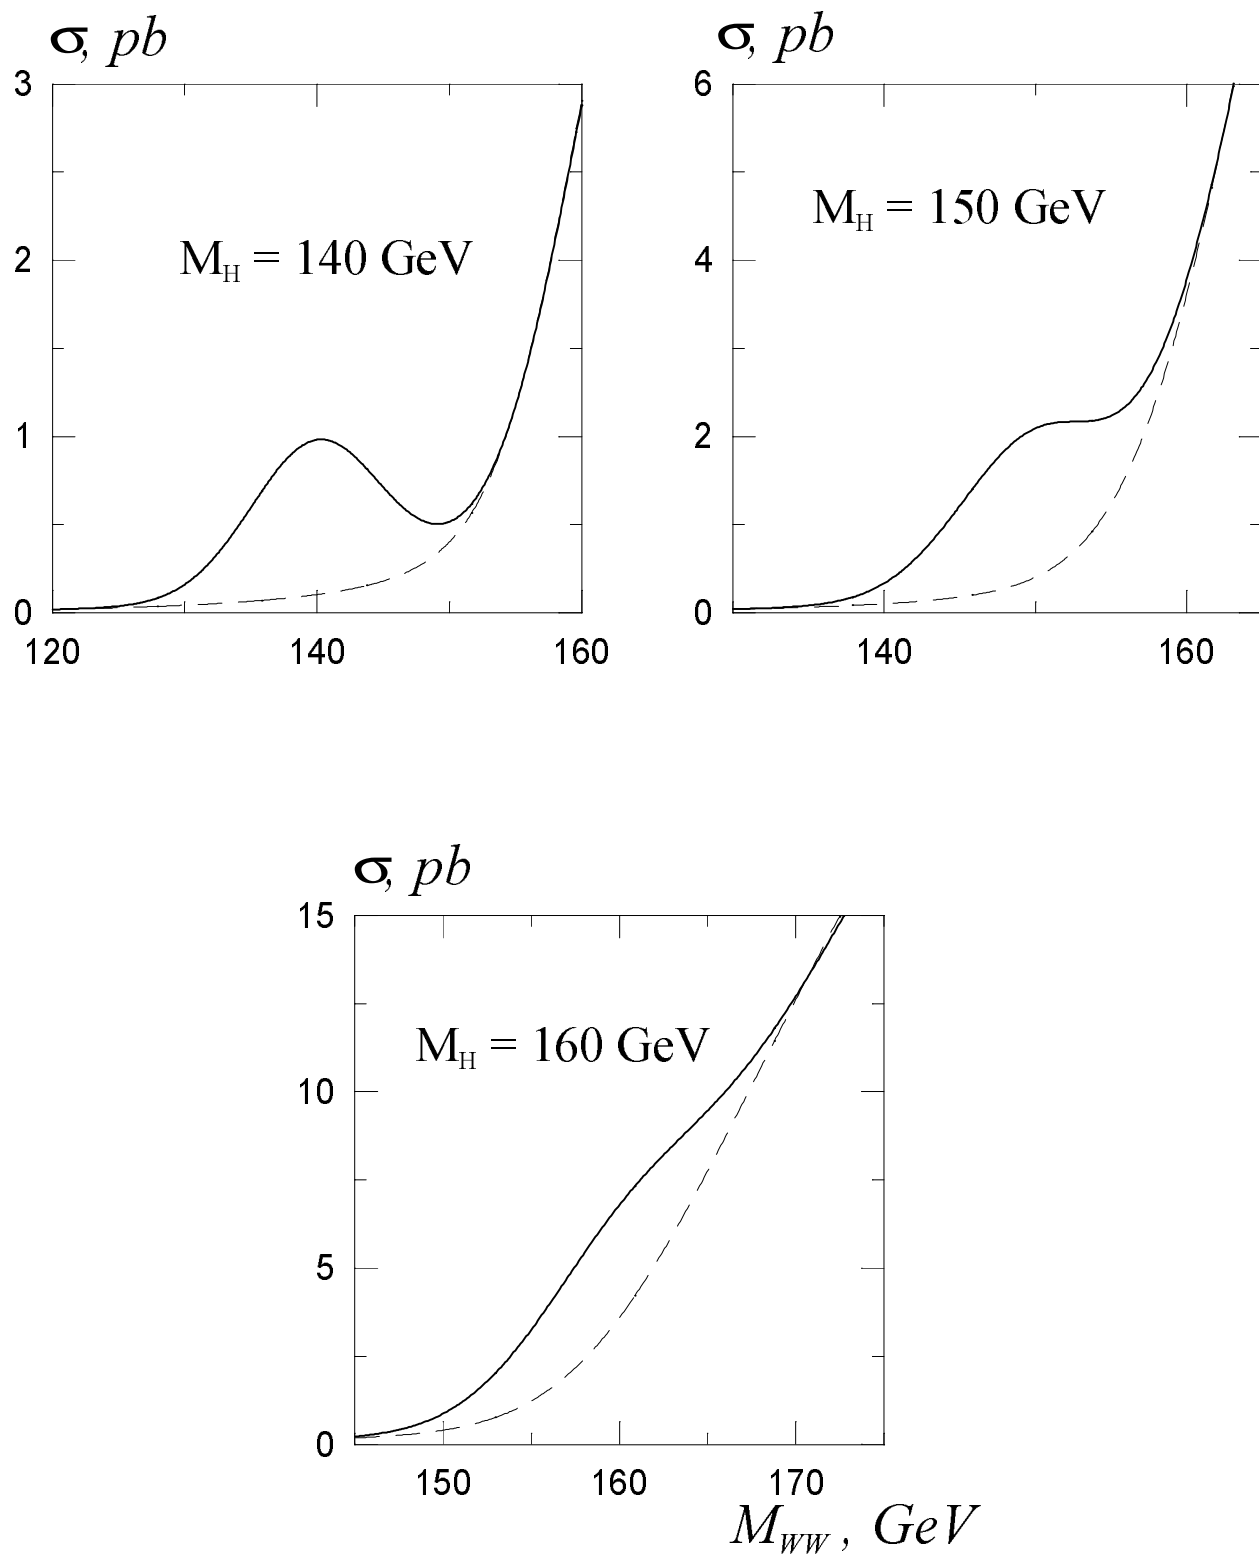 σ, pb
3
2
1
0
120 140 160
M_H = 140 GeV
σ, pb
6
4
2
0
140 160
M_H = 150 GeV
σ, pb
15
10
5
0
150 160 170
M_H = 160 GeV
M_WW , GeV